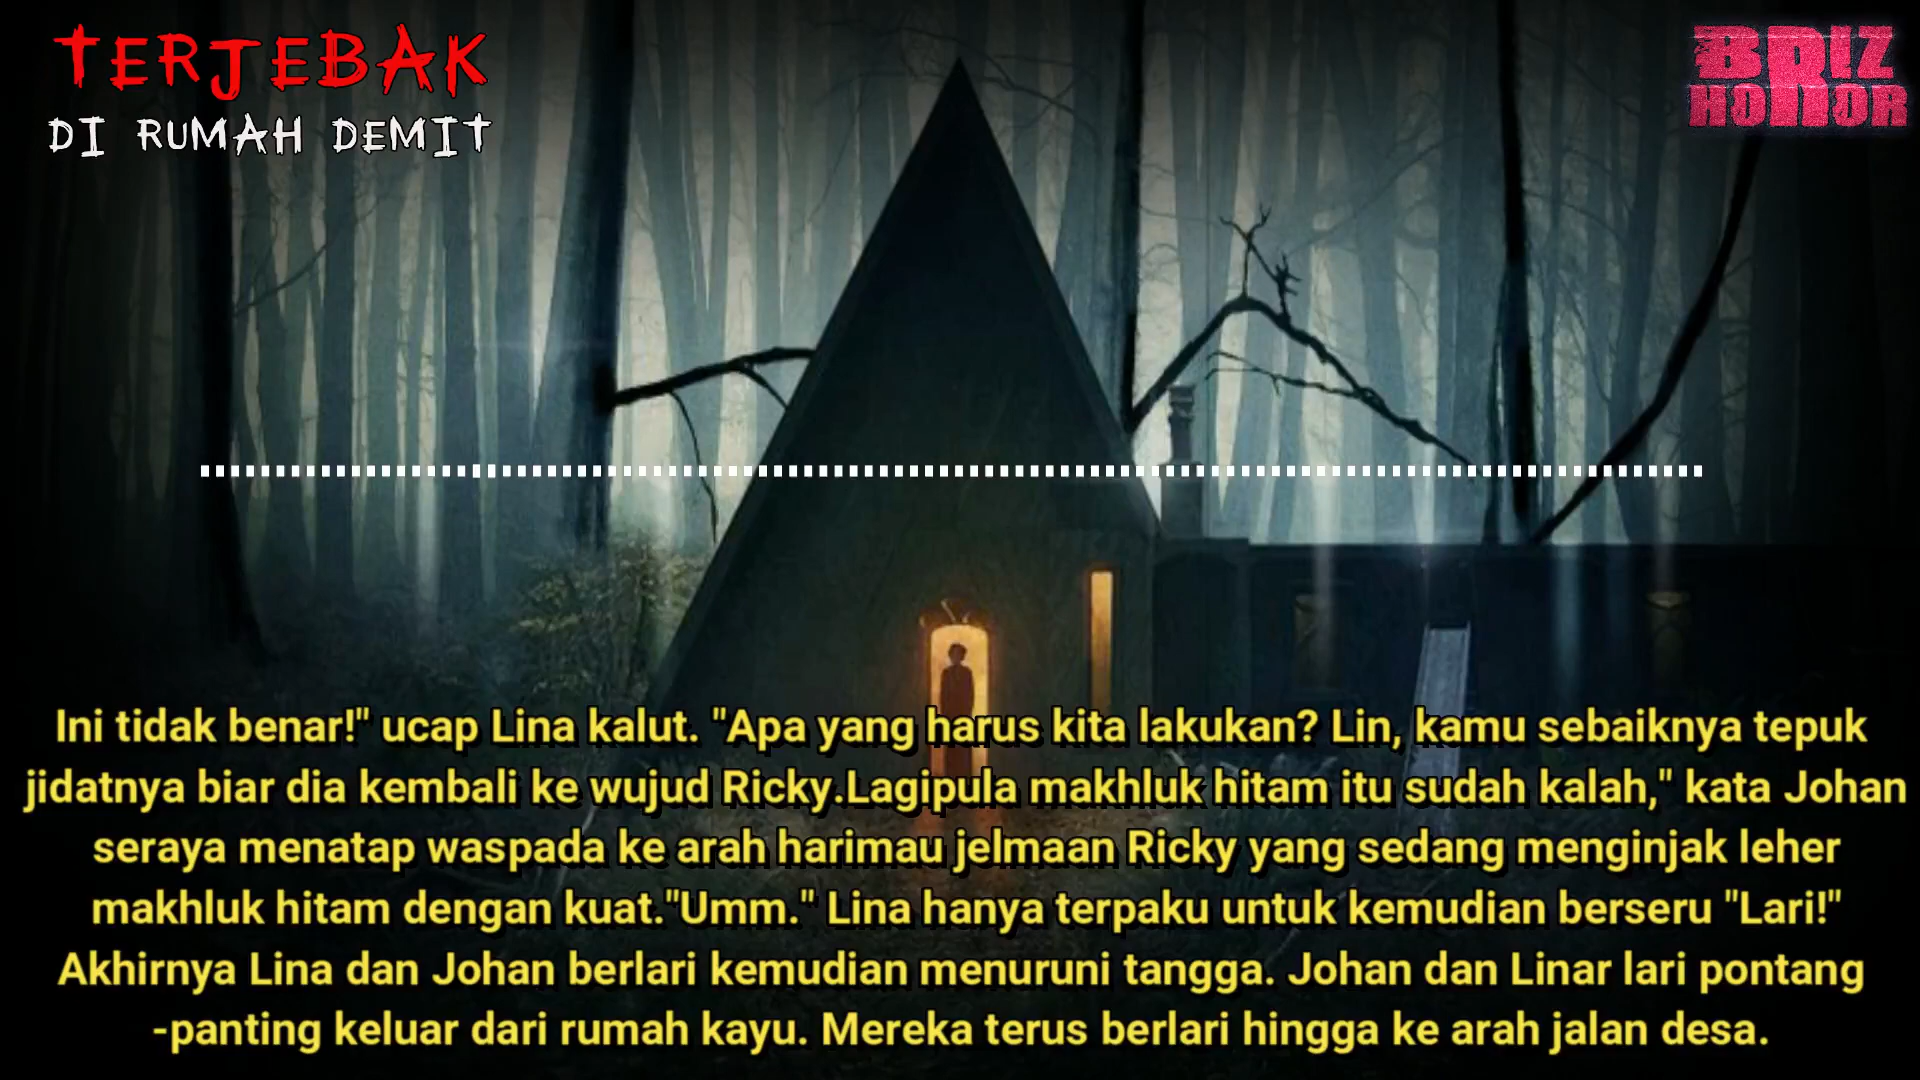 TERJEBAK
DI RUMAH DEMIT
BRIZ
HORROR
Ini tidak benar!" ucap Lina kalut. "Apa yang harus kita lakukan? Lin, kamu sebaiknya tepuk
jidatnya biar dia kembali ke wujud Ricky.Lagipula makhluk hitam itu sudah kalah," kata Johan
seraya menatap waspada ke arah harimau jelmaan Ricky yang sedang menginjak leher
makhluk hitam dengan kuat."Umm." Lina hanya terpaku untuk kemudian berseru "Lari!"
Akhirnya Lina dan Johan berlari kemudian menuruni tangga. Johan dan Linar lari pontang
-panting keluar dari rumah kayu. Mereka terus berlari hingga ke arah jalan desa.